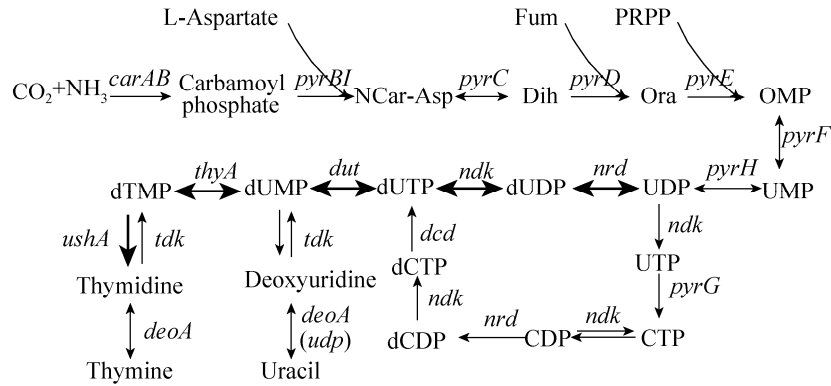 L-Aspartate Fum PRPP
carAB pyrBI pyrC pyrD pyrE
CO₂+NH₃ Carbamoyl phosphate NCar-Asp Dih Ora OMP
pyrF
thyA dut ndk nrd pyrH
dTMP dUMP dUTP dUDP UDP UMP
ushA tdk tdk dcd ndk
dCTP UTP
Thymidine Deoxyuridine
ndk pyrG
deoA deoA
(udp) nrd ndk
dCDP CDP CTP
Thymine Uracil